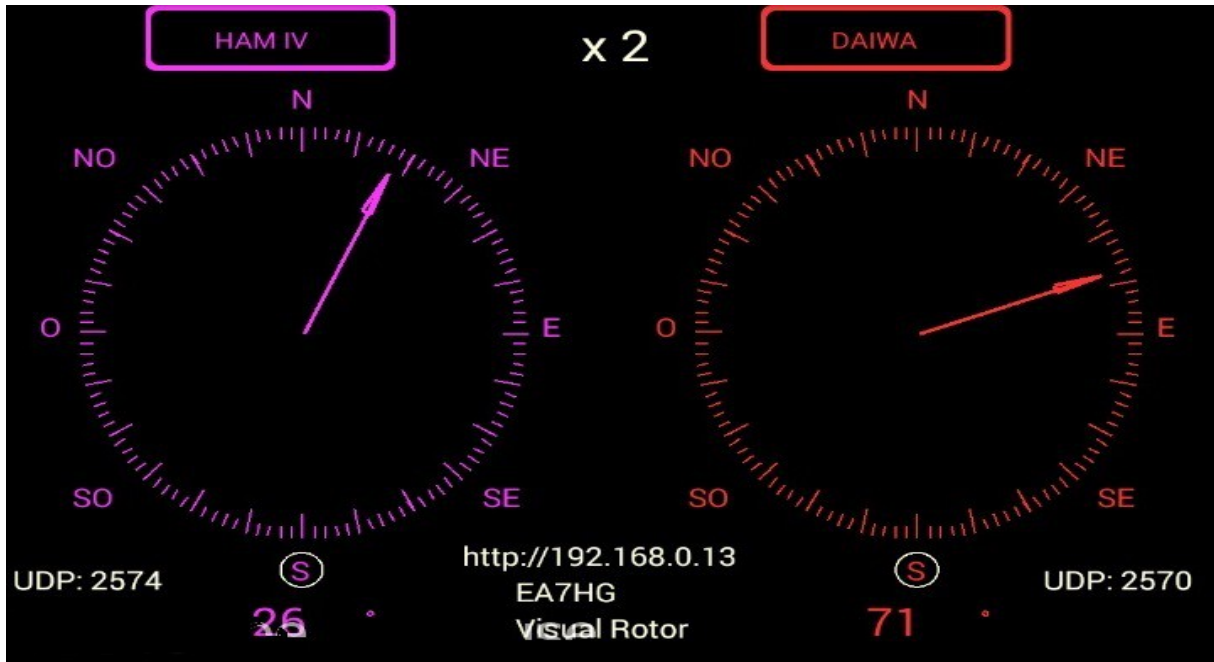 HAM IV
x 2
DAIWA
N
NO
NE
O
E
SO
SE
S
N
NO
NE
O
E
SO
SE
S
UDP: 2574
http://192.168.0.13
EA7HG
Visual Rotor
UDP: 2570
26 °
71 °